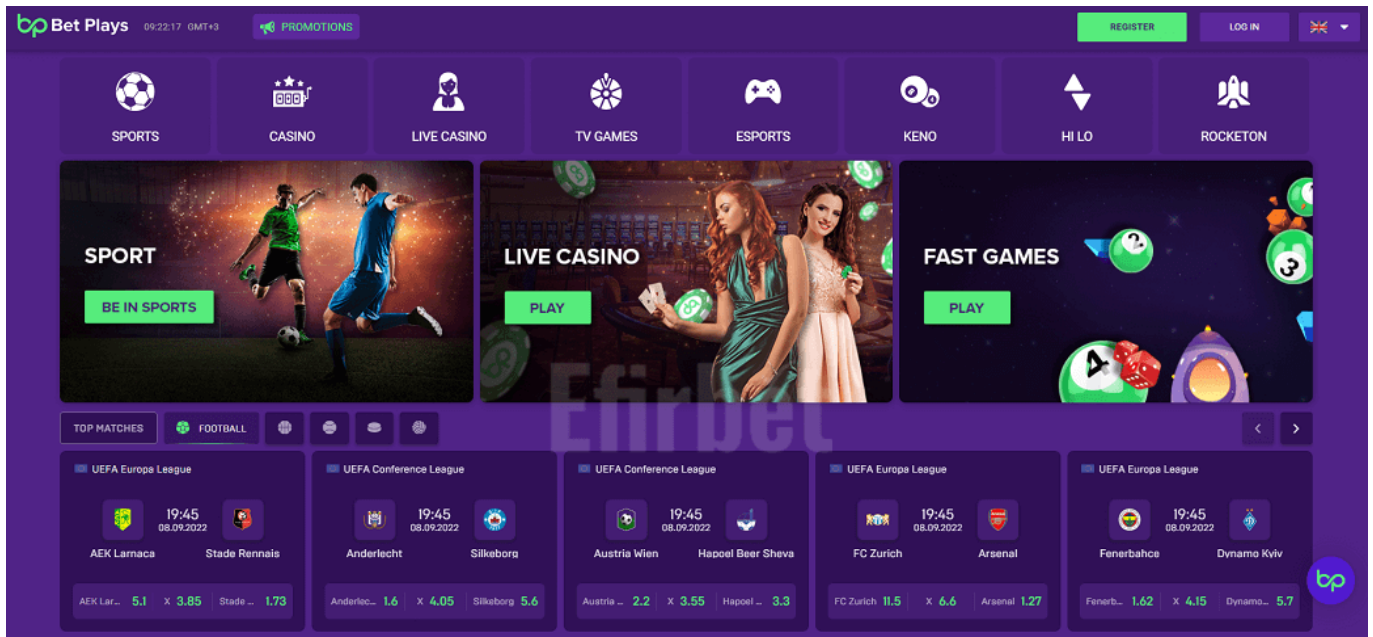 bp Bet Plays 09:22:17 GMT+3 PROMOTIONS REGISTER LOG IN
SPORTS CASINO LIVE CASINO TV GAMES ESPORTS KENO HI LO ROCKETON
SPORT
BE IN SPORTS
LIVE CASINO
PLAY
FAST GAMES
PLAY
2
3
4
Efirbet
TOP MATCHES FOOTBALL
UEFA Europa League
19:45
08.09.2022
AEK Larnaca Stade Rennais
AEK Lar... 5.1 X 3.85 Stade ... 1.73
UEFA Conference League
19:45
08.09.2022
Anderlecht Silkeborg
Anderlec... 1.6 X 4.05 Silkeborg 5.6
UEFA Conference League
19:45
08.09.2022
Austria Wien Hapoel Beer Sheva
Austria ... 2.2 X 3.55 Hapoel ... 3.3
UEFA Europa League
19:45
08.09.2022
FC Zurich Arsenal
FC Zurich 11.5 X 6.6 Arsenal 1.27
UEFA Europa League
19:45
08.09.2022
Fenerbahce Dynamo Kyiv
Fenerb... 1.62 X 4.15 Dynamo... 5.7
bp